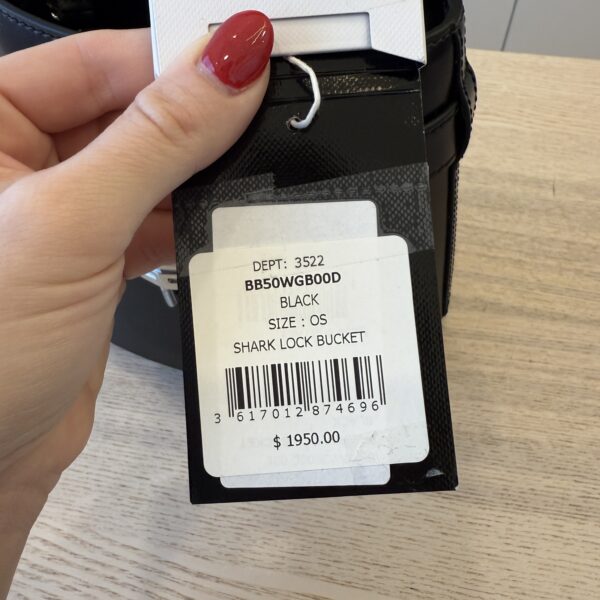 DEPT: 3522
BB50WGB00D
BLACK
SIZE : OS
SHARK LOCK BUCKET
3 617012 874696
$ 1950.00